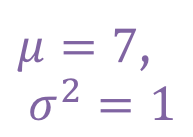 μ = 7,
σ² = 1